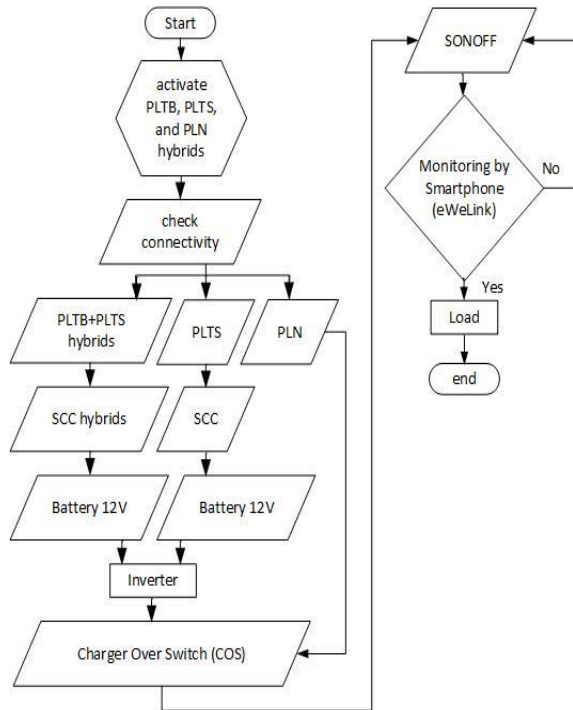 Start
activate
PLTB, PLTS,
and PLN
hybrids
check
connectivity
PLTB+PLTS
hybrids
PLTS
PLN
SCC hybrids
SCC
Battery 12V
Battery 12V
Inverter
Charger Over Switch (COS)
SONOFF
Monitoring by
Smartphone
(eWeLink)
No
Yes
Load
end